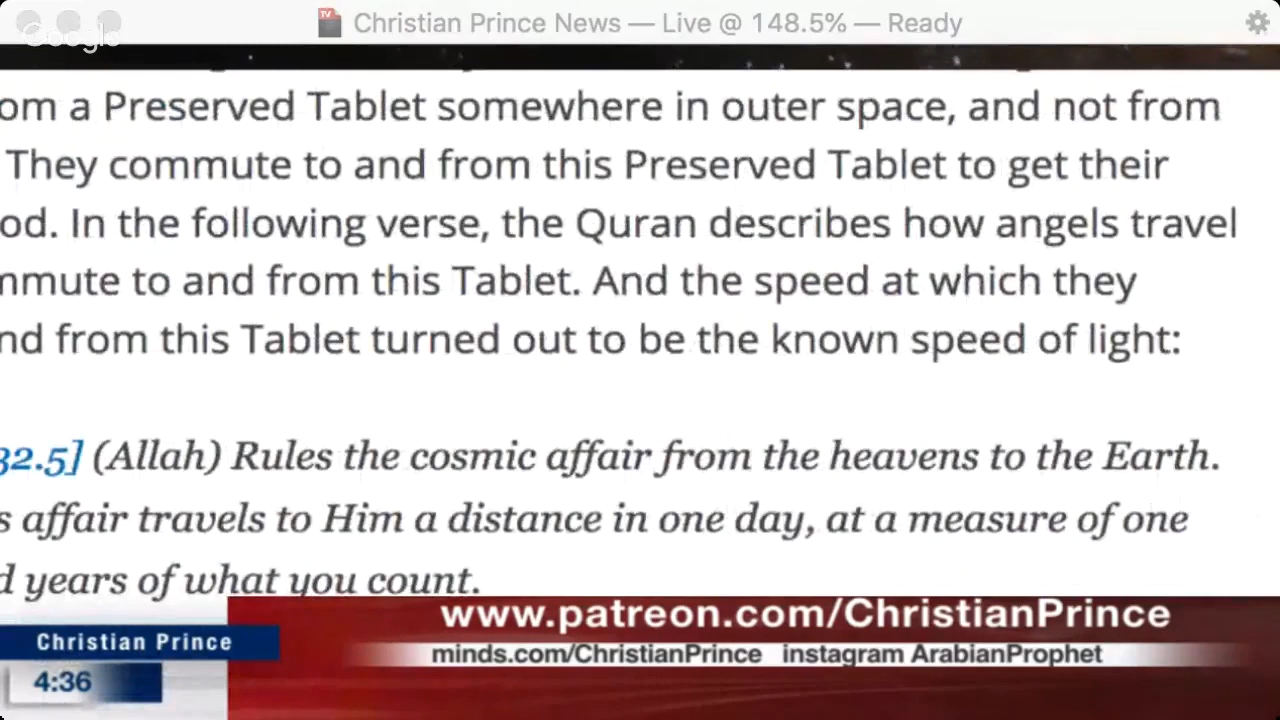 Google
TV
Christian Prince News — Live @ 148.5% — Ready
om a Preserved Tablet somewhere in outer space, and not from
They commute to and from this Preserved Tablet to get their
od. In the following verse, the Quran describes how angels travel
mmute to and from this Tablet. And the speed at which they
nd from this Tablet turned out to be the known speed of light:
32.5] (Allah) Rules the cosmic affair from the heavens to the Earth.
s affair travels to Him a distance in one day, at a measure of one
d years of what you count.
www.patreon.com/ChristianPrince
Christian Prince
minds.com/ChristianPrince instagram ArabianProphet
4:36